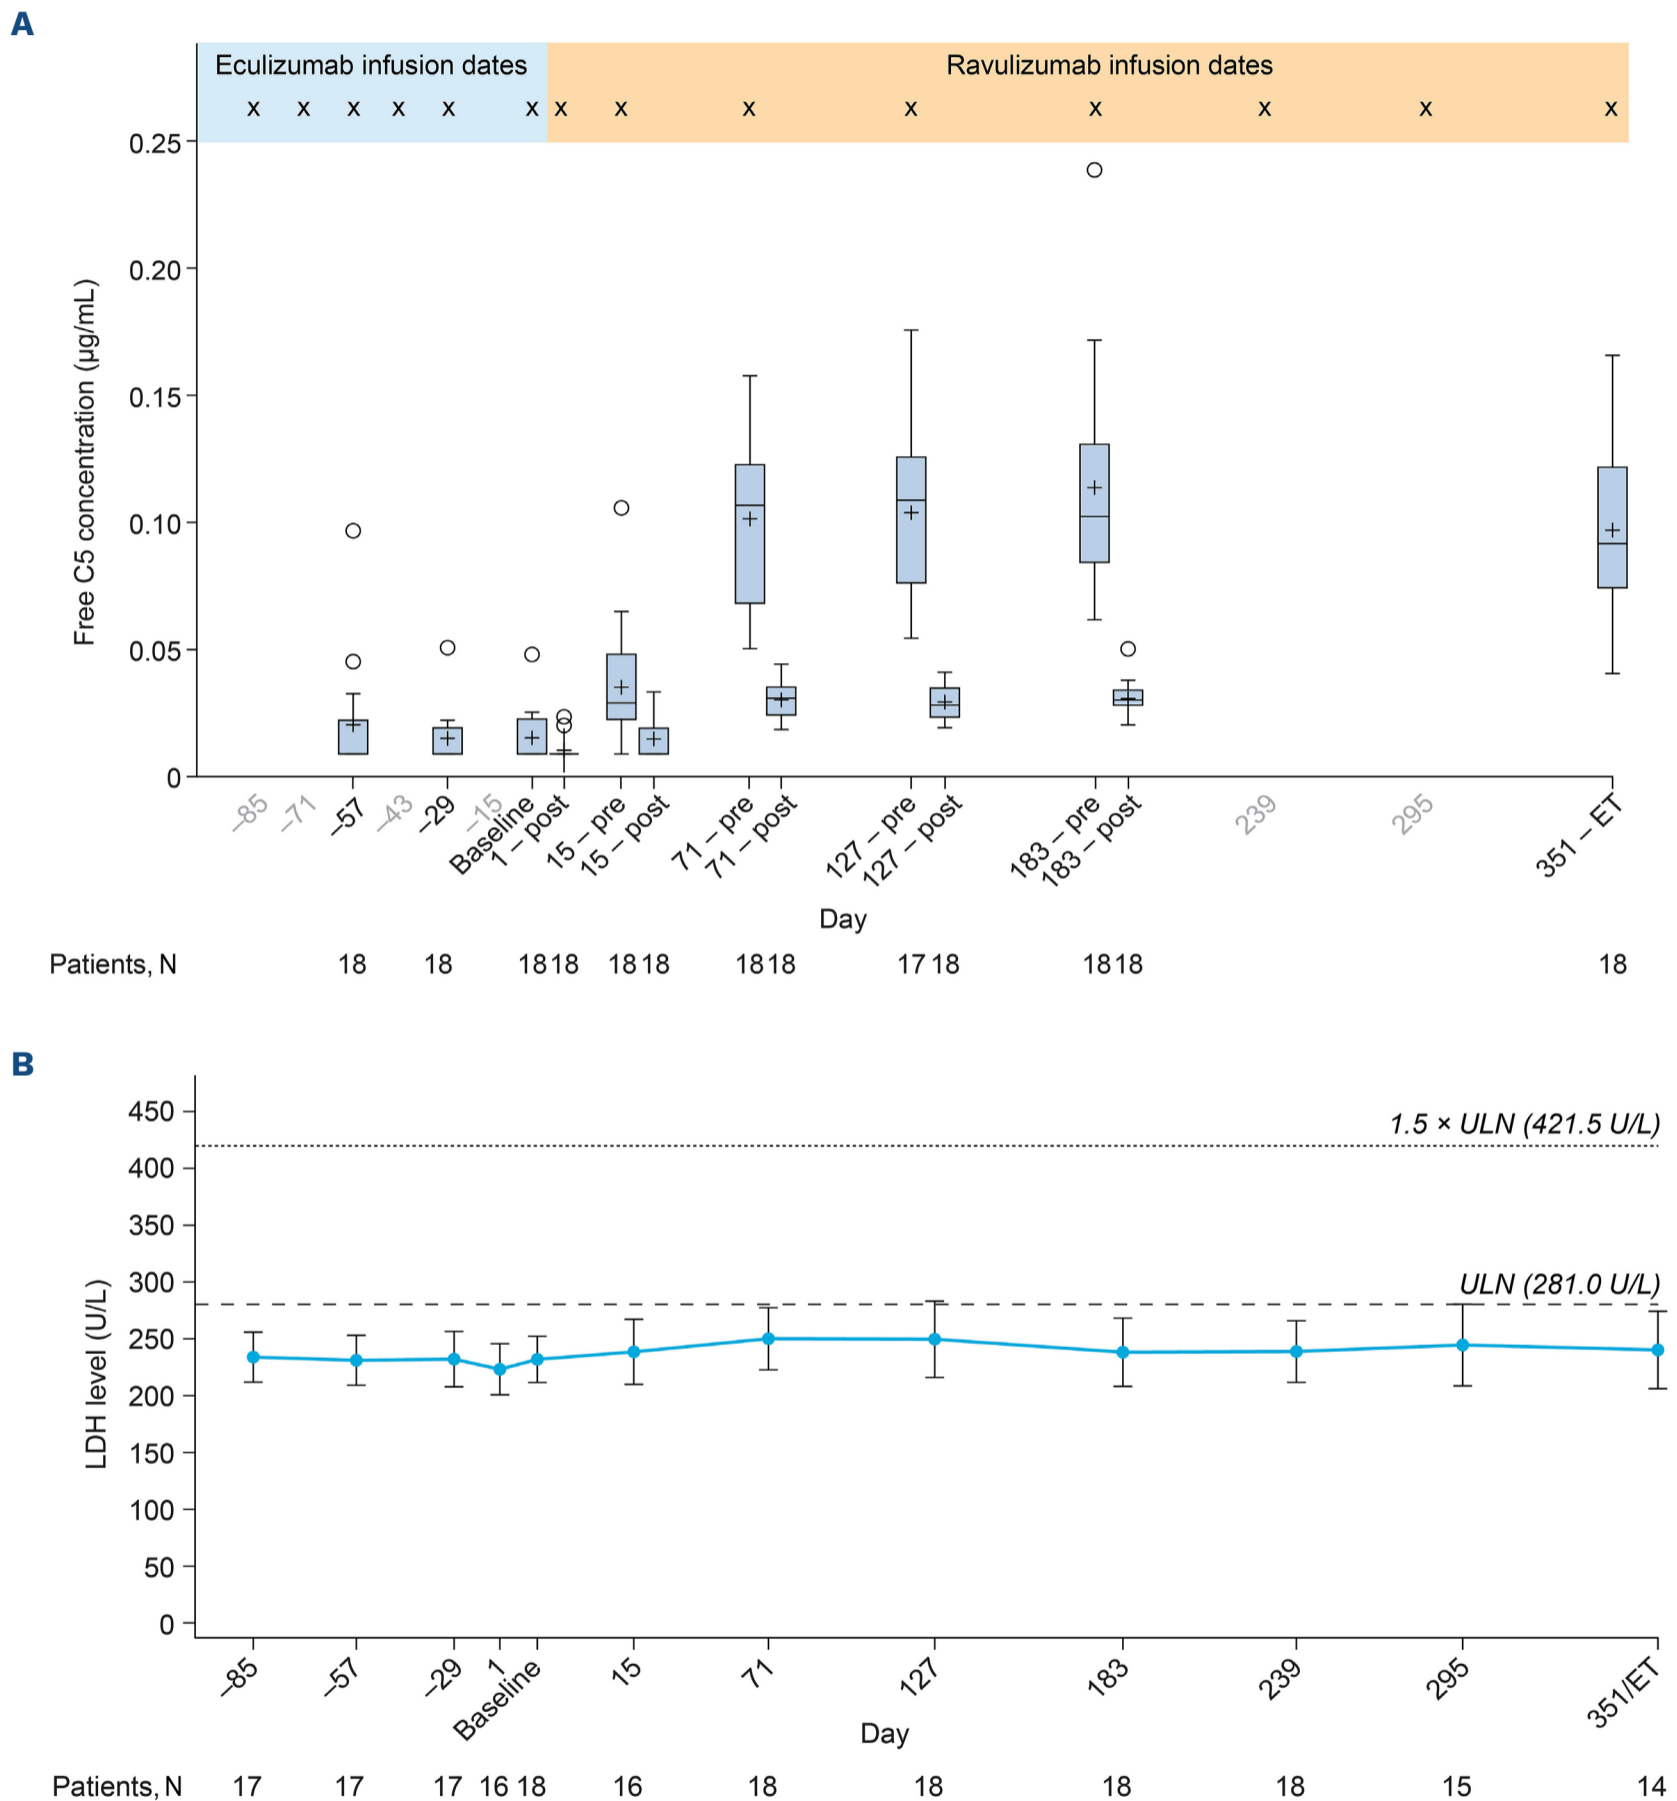 A
Eculizumab infusion dates Ravulizumab infusion dates
x x x x x x x x x x x x x x
0.25
0.20
0.15
0.10
0.05
0
Free C5 concentration (µg/mL)
–85 –71 –57 –43 –29 –15 Baseline 1 – post 15 – pre 15 – post 71 – pre 71 – post 127 – pre 127 – post 183 – pre 183 – post 239 295 351 – ET
Day
Patients, N 18 18 18 18 18 18 18 18 17 18 18 18 18
B
450
400
350
300
250
200
150
100
50
0
LDH level (U/L)
1.5 × ULN (421.5 U/L)
ULN (281.0 U/L)
–85 –57 –29 1 Baseline 15 71 127 183 239 295 351/ET
Day
Patients, N 17 17 17 16 18 16 18 18 18 18 15 14